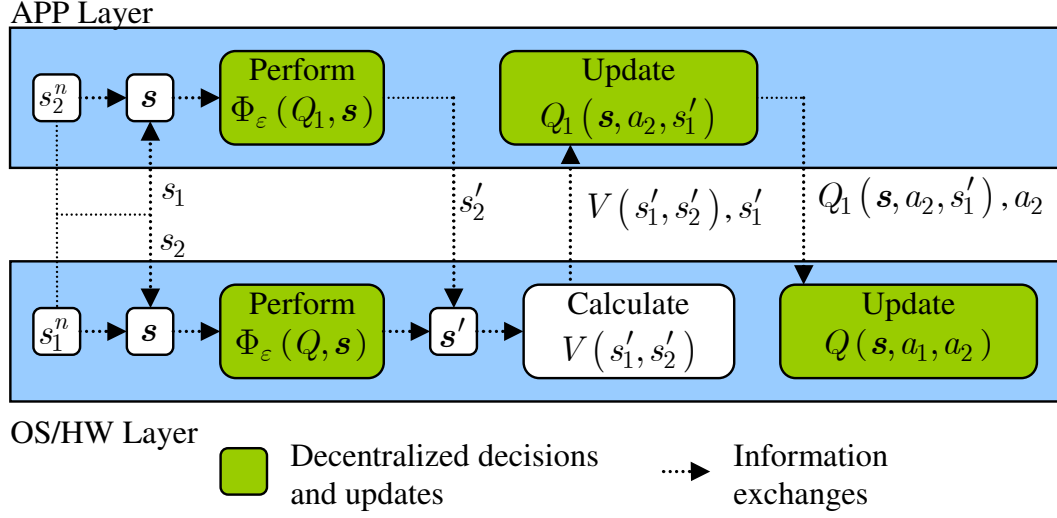 APP Layer
s₂ⁿ
s
Perform
Φ_ε (Q₁, s)
Update
Q₁ (s, a₂, s₁′)
s₁
s₂
s₂′
V (s₁′, s₂′), s₁′
Q₁ (s, a₂, s₁′), a₂
s₁ⁿ
s
Perform
Φ_ε (Q, s)
s′
Calculate
V (s₁′, s₂′)
Update
Q (s, a₁, a₂)
OS/HW Layer
Decentralized decisions
and updates
Information
exchanges